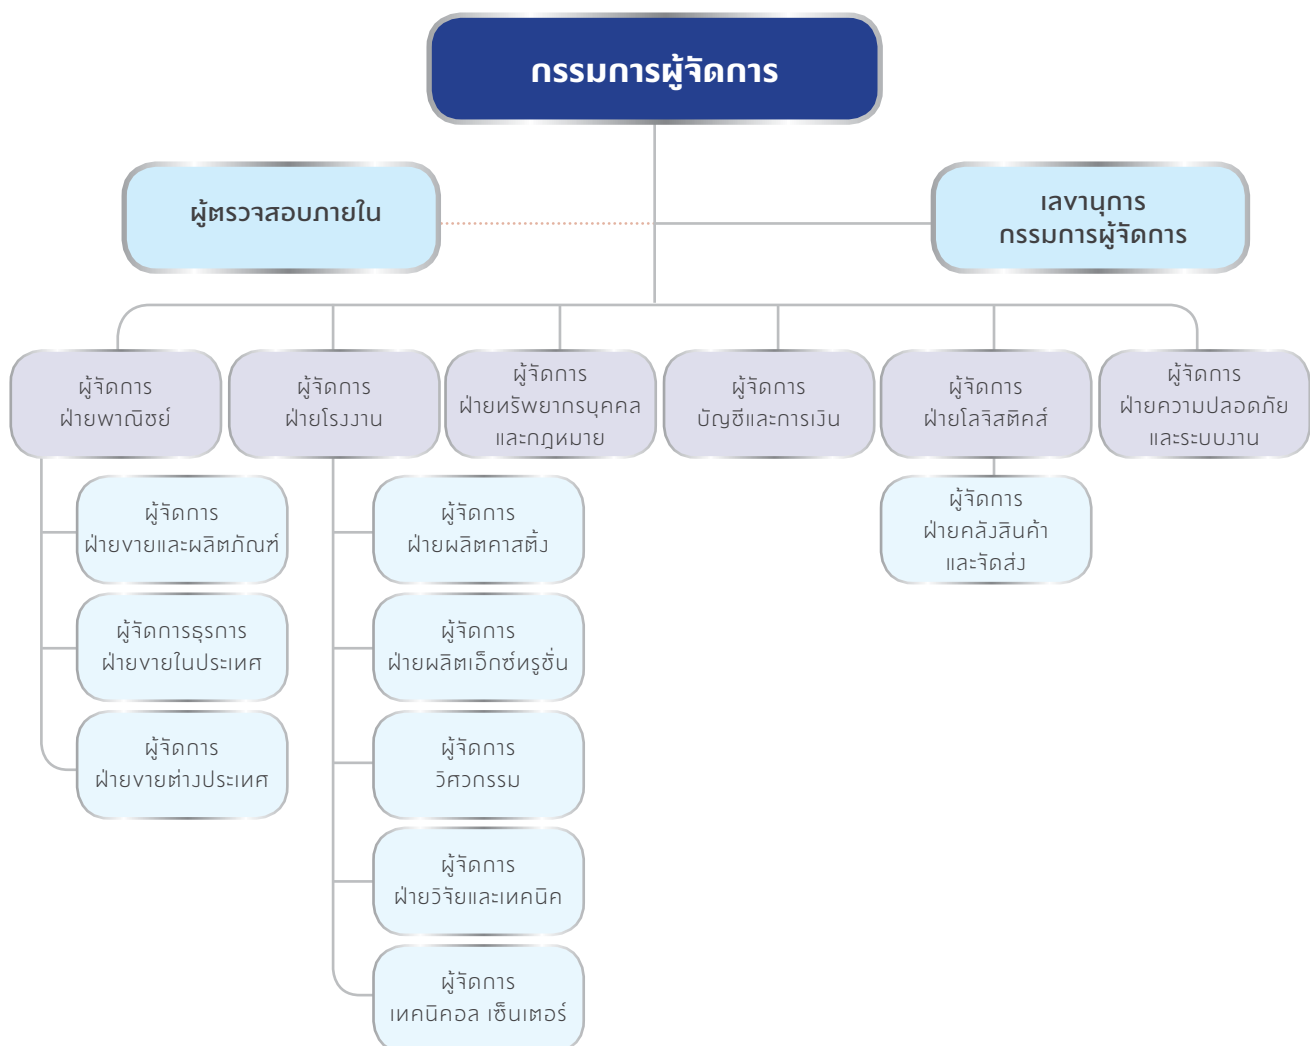 กรรมการผู้จัดการ
ผู้ตรวจสอบภายใน
เลขานุการ
กรรมการผู้จัดการ
ผู้จัดการ
ฝ่ายพาณิชย์
ผู้จัดการ
ฝ่ายโรงงาน
ผู้จัดการ
ฝ่ายทรัพยากรบุคคล
และกฎหมาย
ผู้จัดการ
บัญชีและการเงิน
ผู้จัดการ
ฝ่ายโลจิสติคส์
ผู้จัดการ
ฝ่ายความปลอดภัย
และระบบงาน
ผู้จัดการ
ฝ่ายขายและผลิตภัณฑ์
ผู้จัดการธุรการ
ฝ่ายขายในประเทศ
ผู้จัดการ
ฝ่ายขายต่างประเทศ
ผู้จัดการ
ฝ่ายผลิตคาสติ้ง
ผู้จัดการ
ฝ่ายผลิตเอ็กซ์ทรูชั่น
ผู้จัดการ
วิศวกรรม
ผู้จัดการ
ฝ่ายวิจัยและเทคนิค
ผู้จัดการ
เทคนิคอล เซ็นเตอร์
ผู้จัดการ
ฝ่ายคลังสินค้า
และจัดส่ง